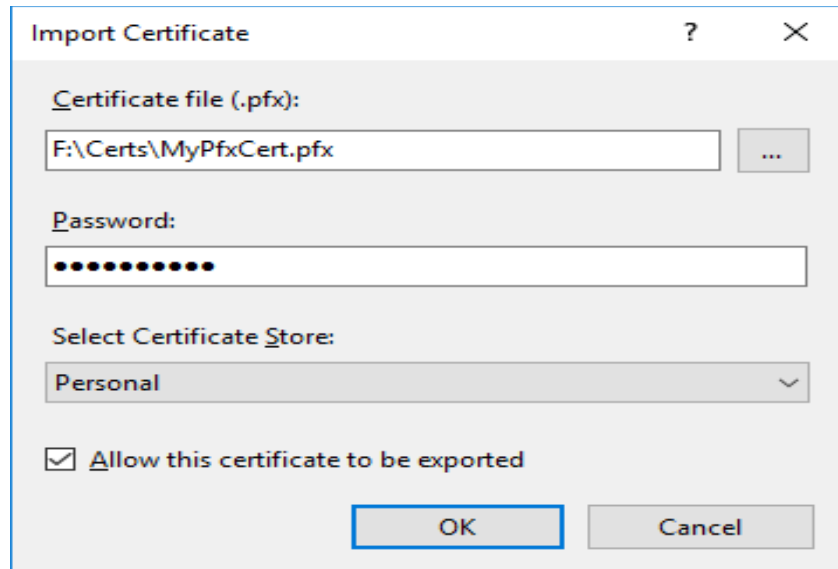 Import Certificate ?
Certificate file (.pfx):
F:\Certs\MyPfxCert.pfx ...
Password:
••••••••••
Select Certificate Store:
Personal
Allow this certificate to be exported
OK Cancel